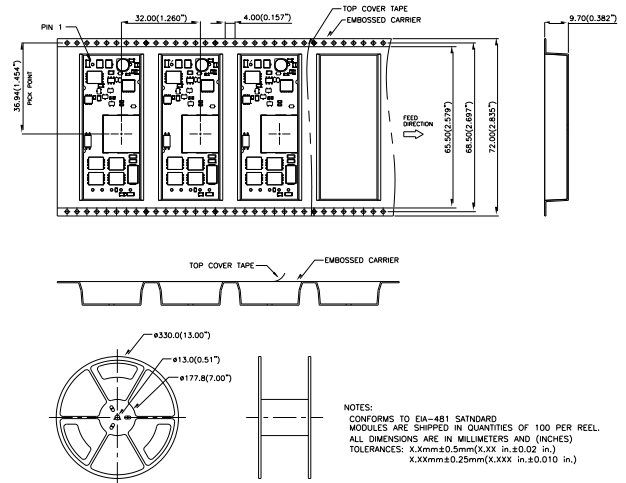 TOP COVER TAPE
EMBOSSED CARRIER
PIN 1
32.00(1.260")
4.00(0.157")
9.70(0.382")
36.94(1.454")
PICK POINT
FEED
DIRECTION
65.50(2.579")
68.50(2.697")
72.00(2.835")
TOP COVER TAPE
EMBOSSED CARRIER
ø330.0(13.00")
ø13.0(0.51")
ø177.8(7.00")
NOTES:
CONFORMS TO EIA-481 SATNDARD
MODULES ARE SHIPPED IN QUANTITIES OF 100 PER REEL.
ALL DIMENSIONS ARE IN MILLIMETERS AND (INCHES)
TOLERANCES: X.Xmm±0.5mm(X.XX in.±0.02 in.)
X.XXmm±0.25mm(X.XXX in.±0.010 in.)